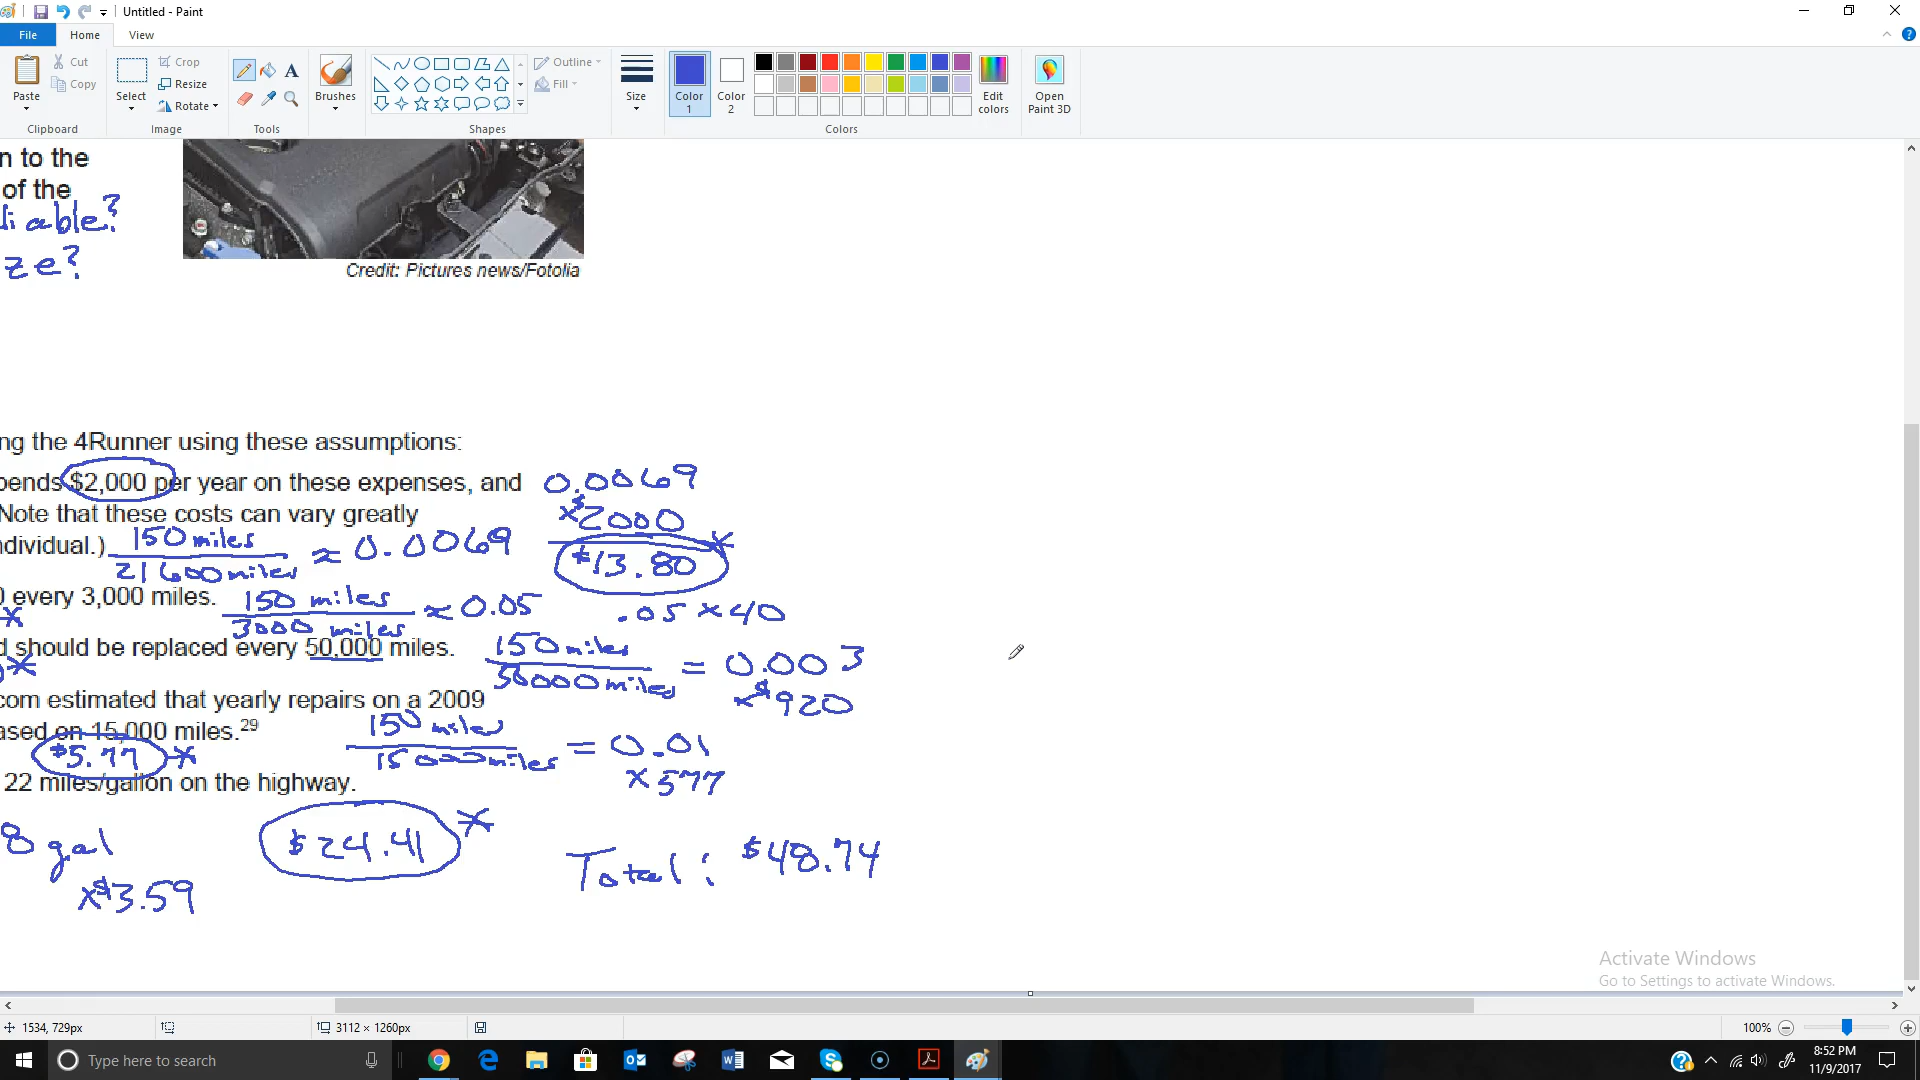 Untitled - Paint
File Home View
Paste
Cut
Copy
Clipboard
Select
Crop
Resize
Rotate
Image
Tools
Brushes
Shapes
Outline
Fill
Size
Color 1
Color 2
Colors
Edit colors
Open Paint 3D
n to the
of the
able?
ze?
Credit: Pictures news/Fotolia
ng the 4Runner using these assumptions:
pends $2,000 per year on these expenses, and
0.0069
Note that these costs can vary greatly
x $2000
ndividual.)
150 miles
21600 miles
≈ 0.0069
$13.80
0 every 3,000 miles.
150 miles
3000 miles
≈ 0.05
.05 x 40
d should be replaced every 50,000 miles.
150 miles
50000 miles
= 0.003
x $920
com estimated that yearly repairs on a 2009
ased on 15,000 miles.29
150 miles
15000 miles
= 0.01
x 577
$5.77
22 miles/gallon on the highway.
8 gal
x $3.59
$24.41
Total: $48.74
Activate Windows
Go to Settings to activate Windows.
1534, 729px
3112 × 1260px
100%
Type here to search
8:52 PM
11/9/2017